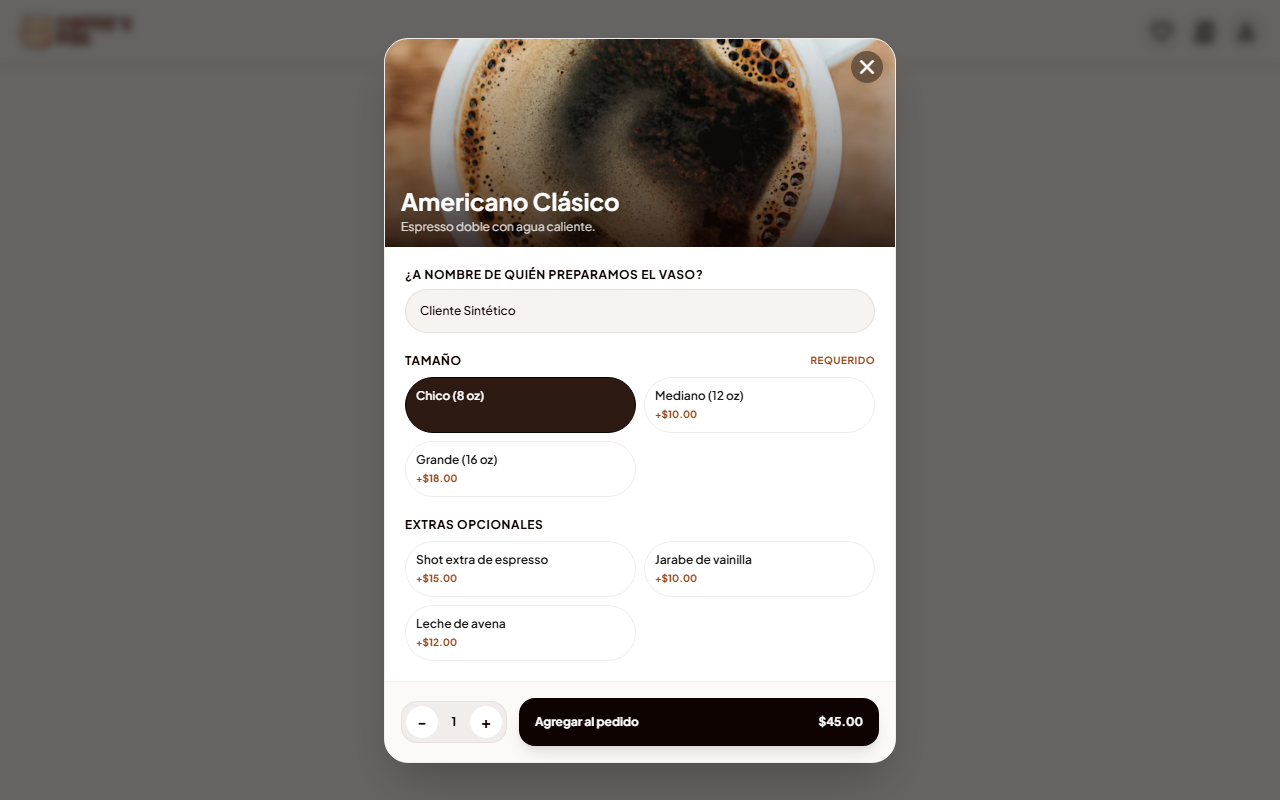 Americano Clásico
Espresso doble con agua caliente.
¿A NOMBRE DE QUIÉN PREPARAMOS EL VASO?
Cliente Sintético
TAMAÑO REQUERIDO
Chico (8 oz) Mediano (12 oz)
+$10.00
Grande (16 oz)
+$18.00
EXTRAS OPCIONALES
Shot extra de espresso Jarabe de vainilla
+$15.00 +$10.00
Leche de avena
+$12.00
− 1 + Agregar al pedido $45.00